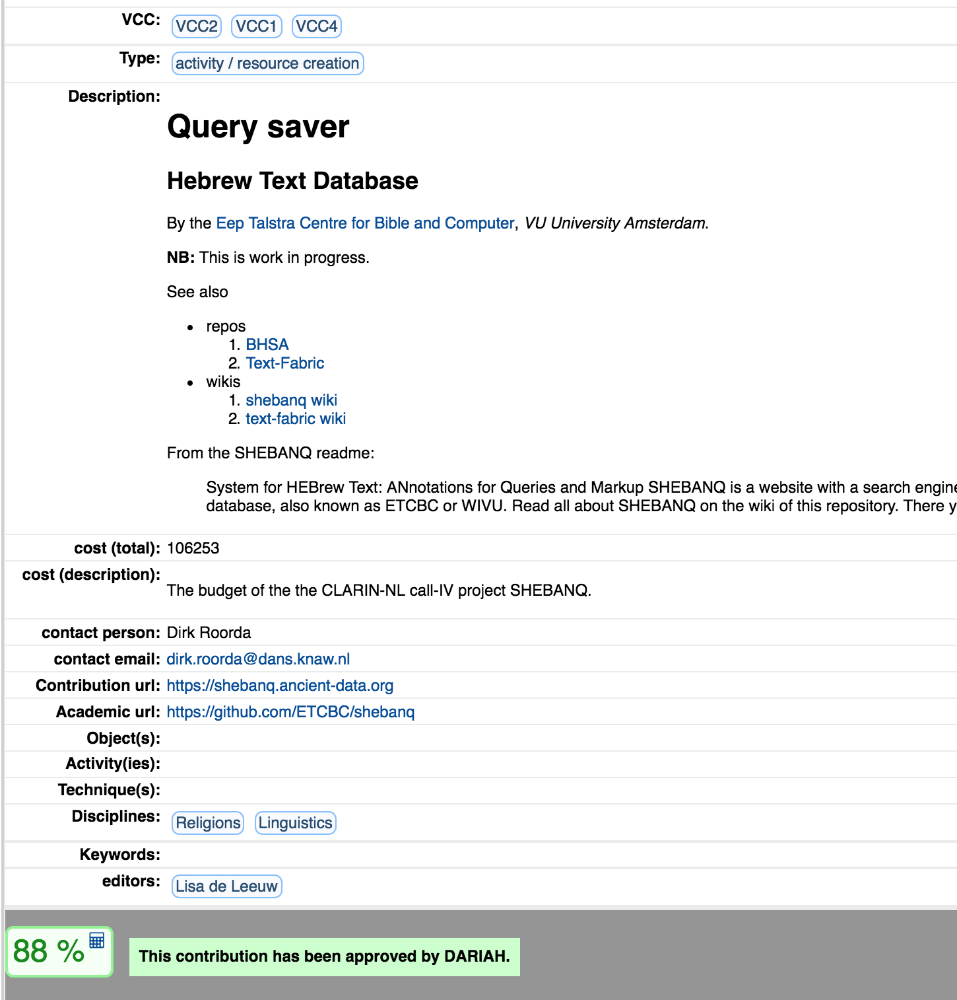 VCC: VCC2 VCC1 VCC4
Type: activity / resource creation
Description:
Query saver
Hebrew Text Database
By the Eep Talstra Centre for Bible and Computer, VU University Amsterdam.
NB: This is work in progress.
See also
• repos
1. BHSA
2. Text-Fabric
• wikis
1. shebanq wiki
2. text-fabric wiki
From the SHEBANQ readme:
System for HEBrew Text: ANnotations for Queries and Markup SHEBANQ is a website with a search engine
database, also known as ETCBC or WIVU. Read all about SHEBANQ on the wiki of this repository. There y
cost (total): 106253
cost (description):
The budget of the the CLARIN-NL call-IV project SHEBANQ.
contact person: Dirk Roorda
contact email: dirk.roorda@dans.knaw.nl
Contribution url: https://shebanq.ancient-data.org
Academic url: https://github.com/ETCBC/shebanq
Object(s):
Activity(ies):
Technique(s):
Disciplines: Religions Linguistics
Keywords:
editors: Lisa de Leeuw
88 % This contribution has been approved by DARIAH.